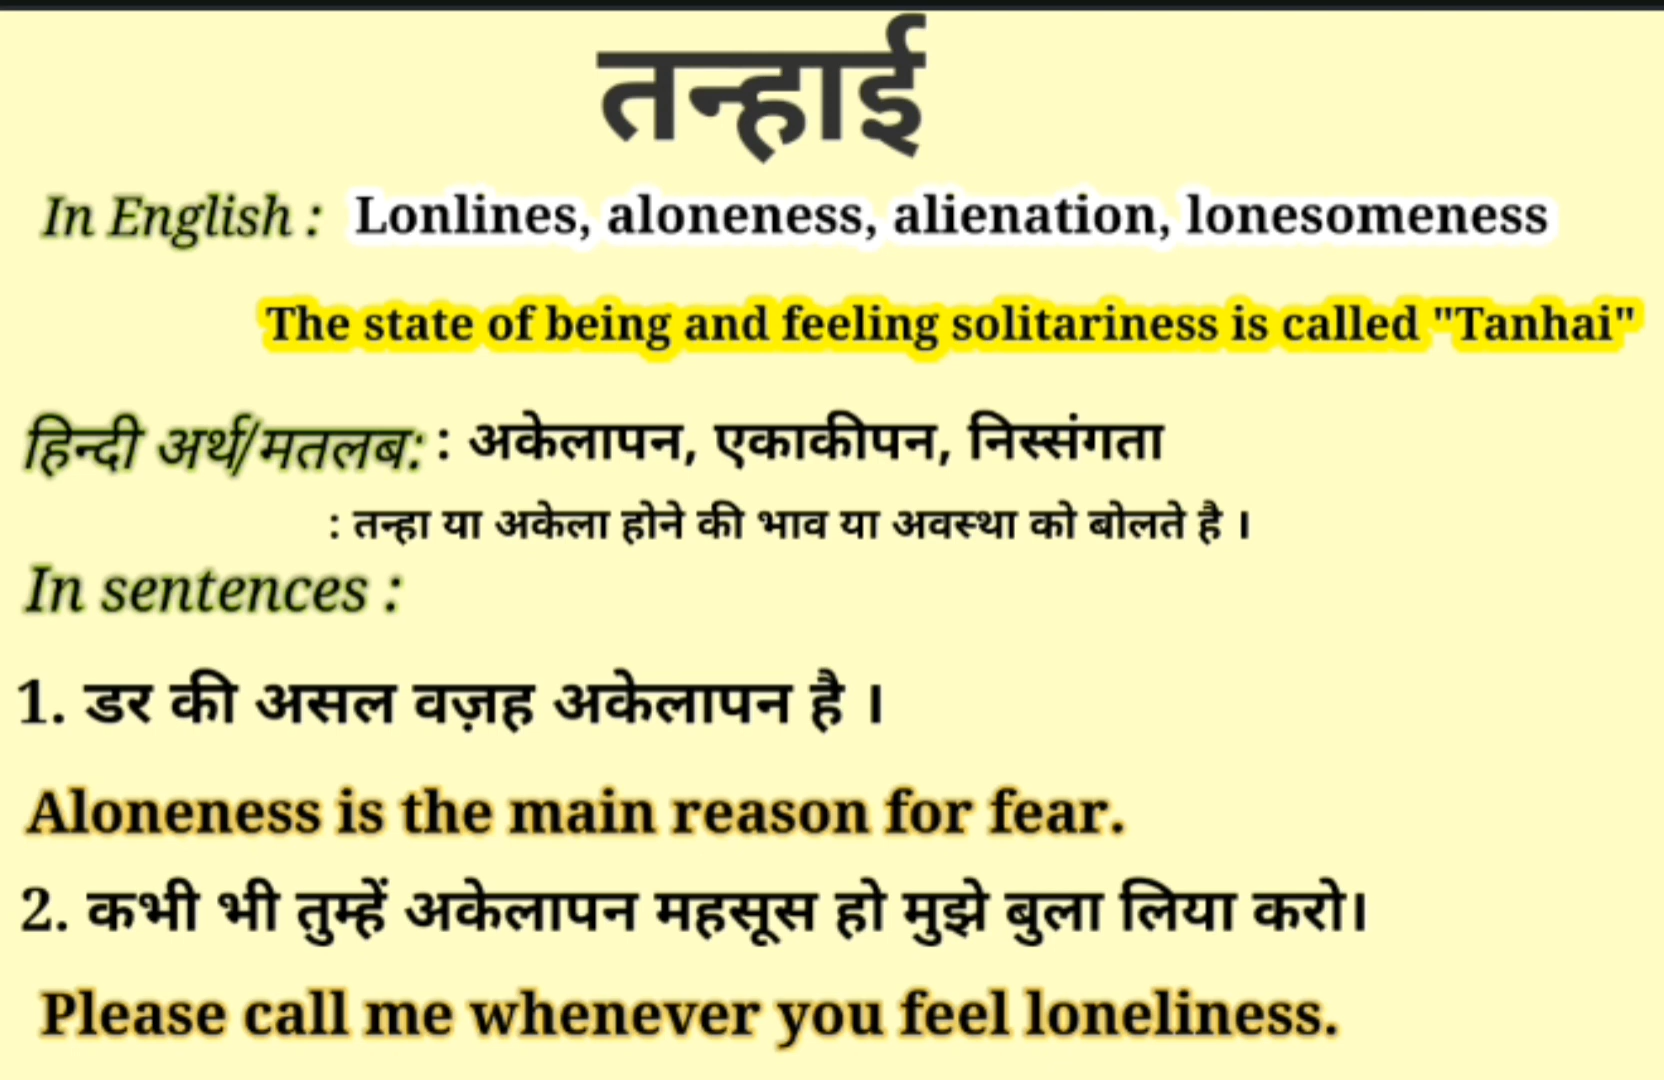 तन्हाई
In English : Lonlines, aloneness, alienation, lonesomeness
The state of being and feeling solitariness is called "Tanhai"
हिन्दी अर्थ/मतलब: : अकेलापन, एकाकीपन, निस्संगता
: तन्हा या अकेला होने की भाव या अवस्था को बोलते है ।
In sentences :
1. डर की असल वज़ह अकेलापन है ।
Aloneness is the main reason for fear.
2. कभी भी तुम्हें अकेलापन महसूस हो मुझे बुला लिया करो।
Please call me whenever you feel loneliness.